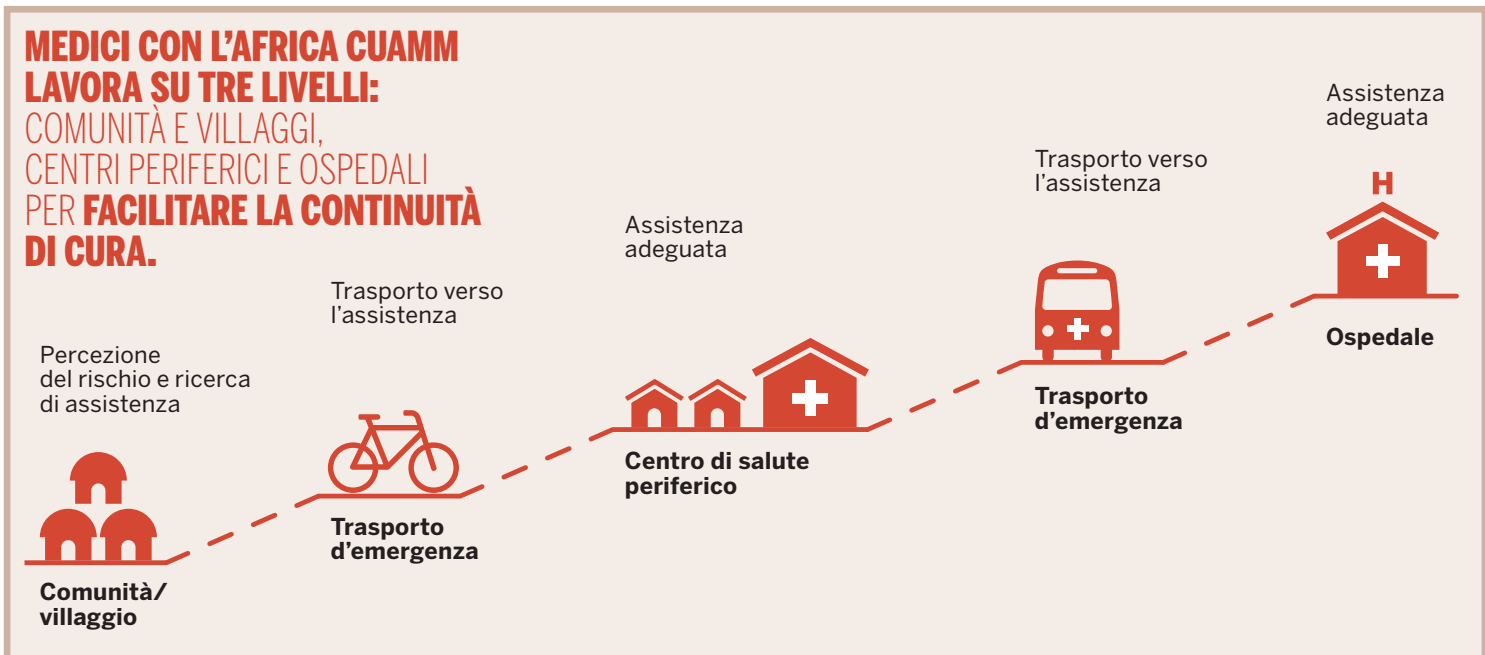 MEDICI CON L'AFRICA CUAMM
LAVORA SU TRE LIVELLI:
COMUNITÀ E VILLAGGI,
CENTRI PERIFERICI E OSPEDALI
PER FACILITARE LA CONTINUITÀ
DI CURA.
Percezione
del rischio e ricerca
di assistenza
Comunità/
villaggio
Trasporto verso
l'assistenza
Trasporto
d'emergenza
Assistenza
adeguata
Centro di salute
periferico
Trasporto verso
l'assistenza
Trasporto
d'emergenza
Assistenza
adeguata
H
Ospedale